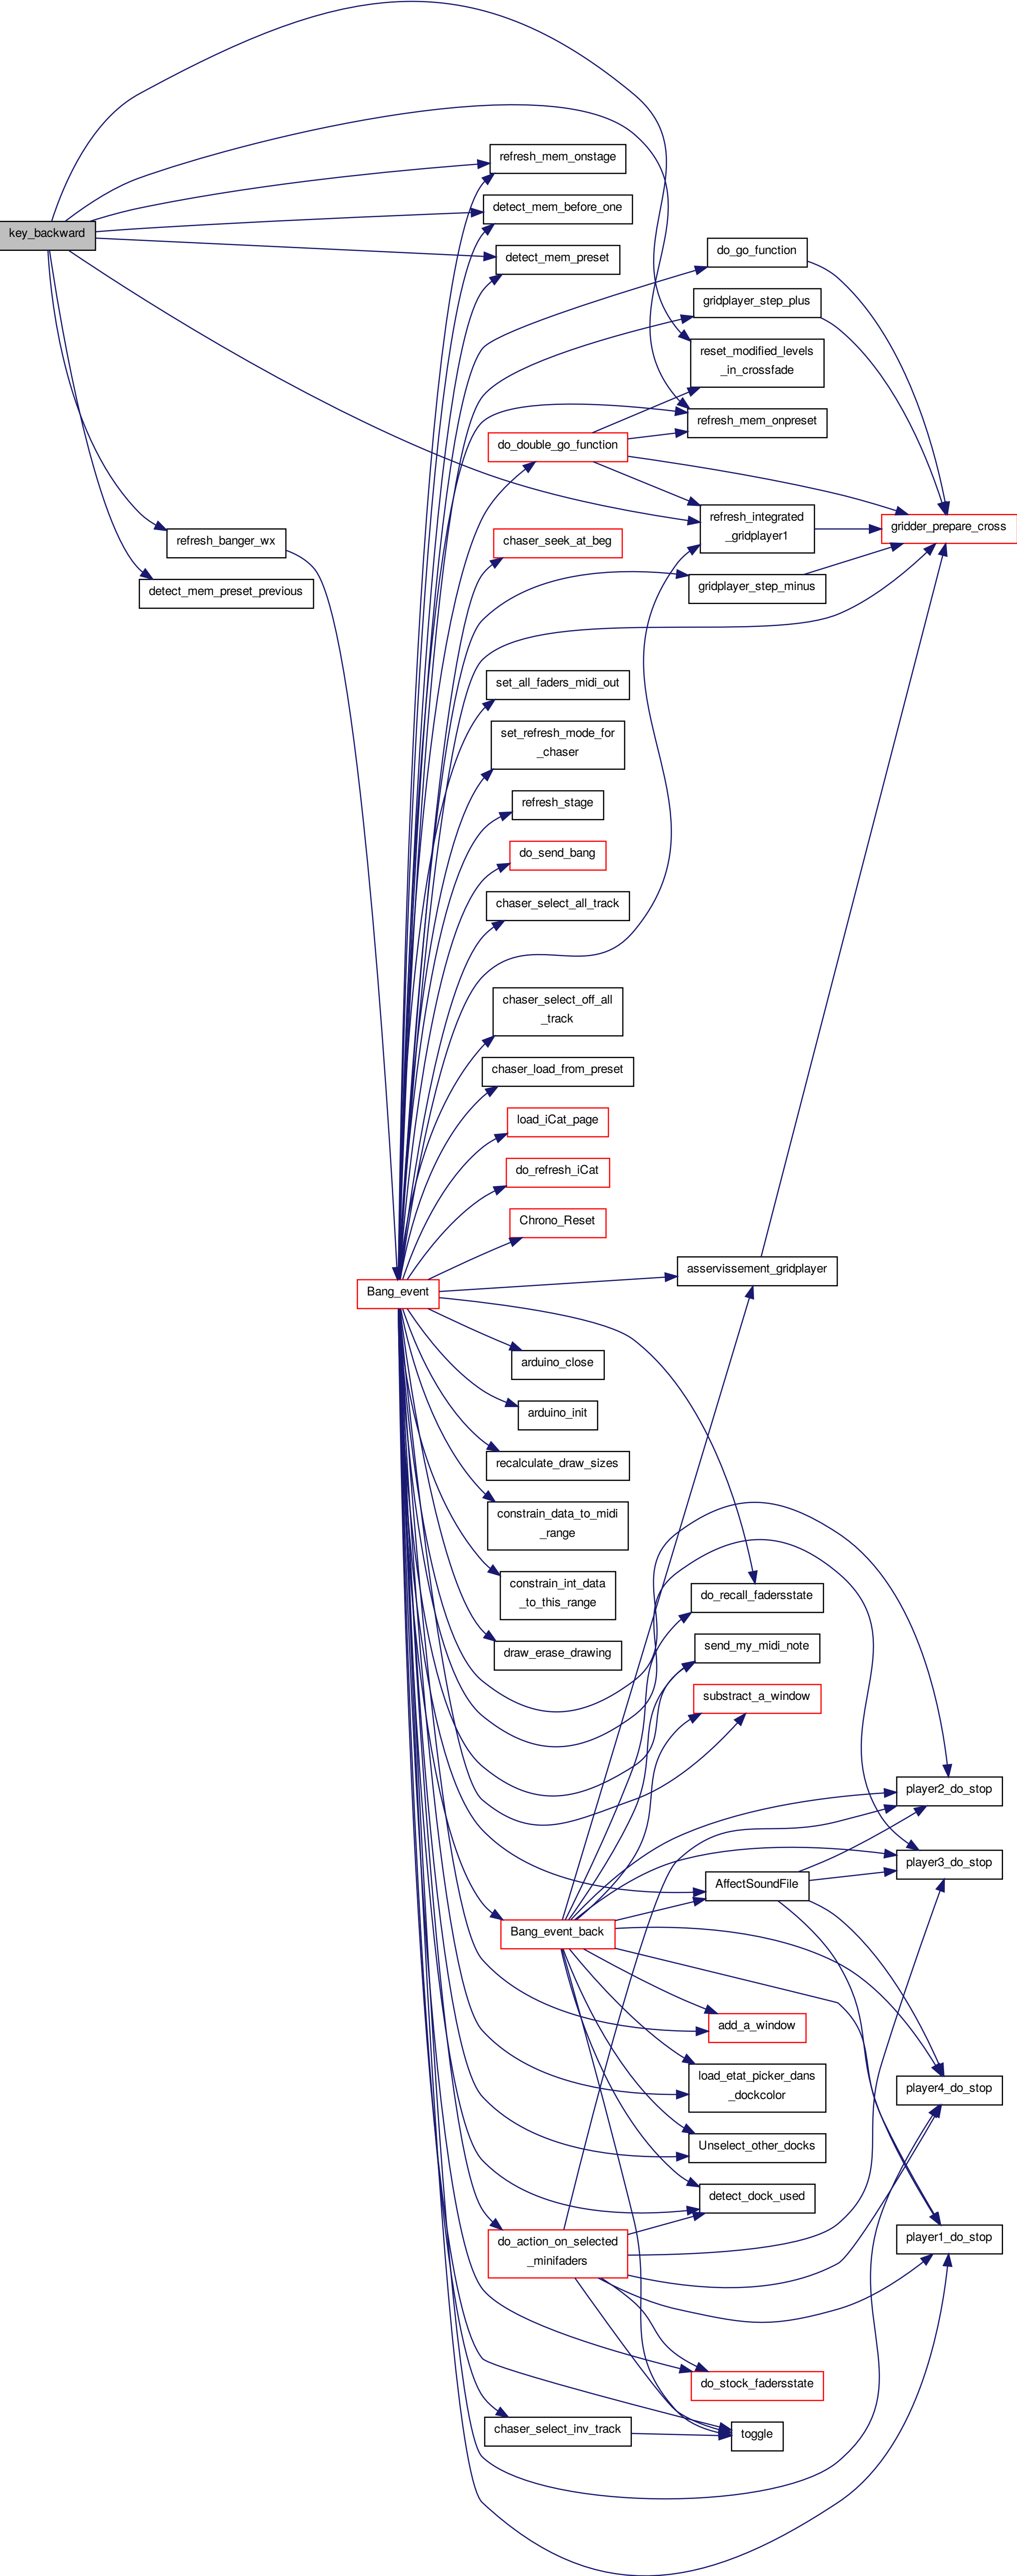 refresh_mem_onstage
detect_mem_before_one
key_backward
do_go_function
detect_mem_preset
gridplayer_step_plus
reset_modified_levels
_in_crossfade
refresh_mem_onpreset
do_double_go_function
refresh_integrated
_gridplayer1
gridder_prepare_cross
refresh_banger_wx
chaser_seek_at_beg
detect_mem_preset_previous
gridplayer_step_minus
set_all_faders_midi_out
set_refresh_mode_for
_chaser
refresh_stage
do_send_bang
chaser_select_all_track
chaser_select_off_all
_track
chaser_load_from_preset
load_iCat_page
do_refresh_iCat
Chrono_Reset
asservissement_gridplayer
Bang_event
arduino_close
arduino_init
recalculate_draw_sizes
constrain_data_to_midi
_range
constrain_int_data
_to_this_range
do_recall_fadersstate
draw_erase_drawing
send_my_midi_note
substract_a_window
player2_do_stop
player3_do_stop
AffectSoundFile
Bang_event_back
add_a_window
load_etat_picker_dans
_dockcolor
player4_do_stop
Unselect_other_docks
detect_dock_used
player1_do_stop
do_action_on_selected
_minifaders
do_stock_fadersstate
chaser_select_inv_track
toggle